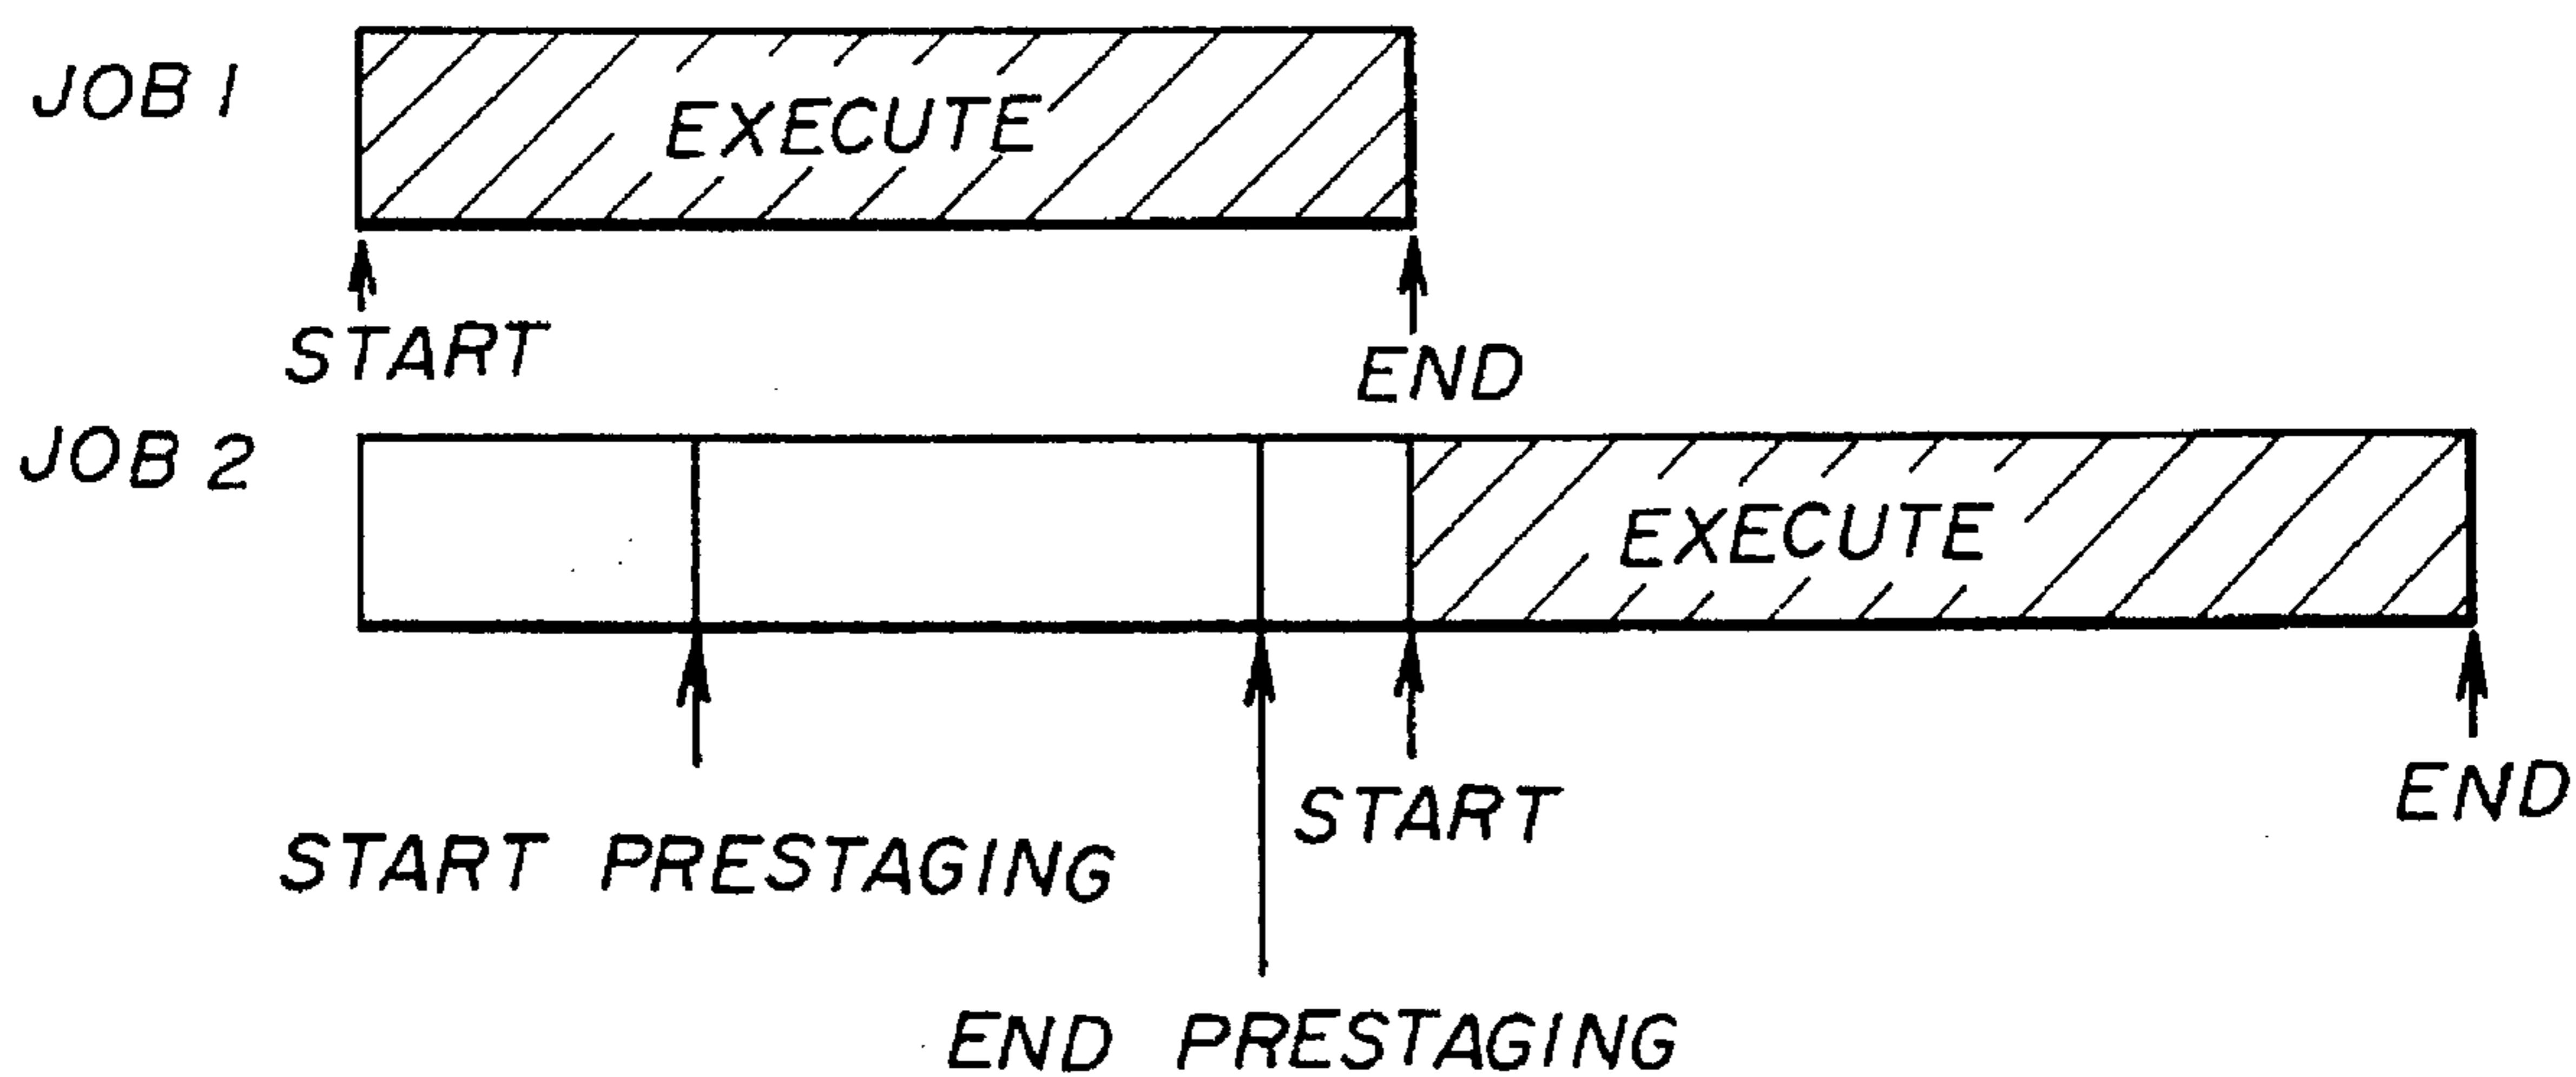 JOB 1
EXECUTE
START
END
JOB 2
EXECUTE
START
END
START PRESTAGING
END PRESTAGING